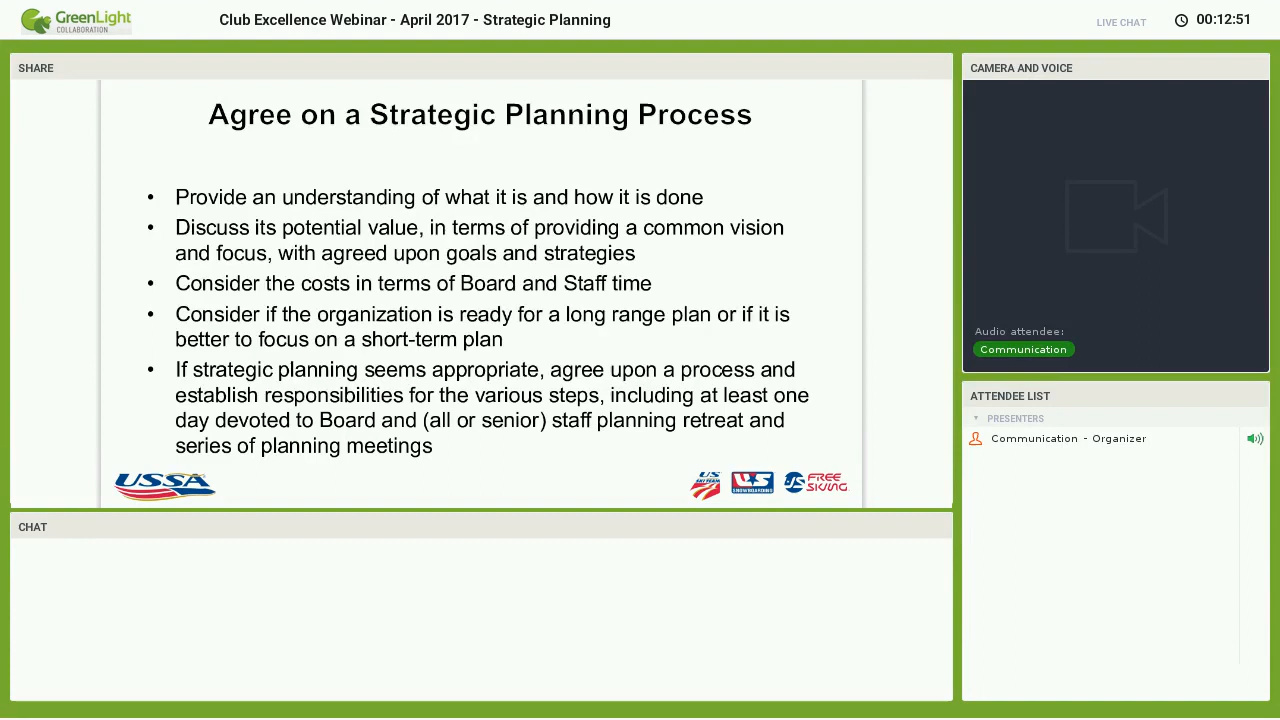 GreenLight
COLLABORATION
Club Excellence Webinar - April 2017 - Strategic Planning
LIVE CHAT
00:12:51
SHARE
Agree on a Strategic Planning Process
• Provide an understanding of what it is and how it is done
• Discuss its potential value, in terms of providing a common vision
and focus, with agreed upon goals and strategies
• Consider the costs in terms of Board and Staff time
• Consider if the organization is ready for a long range plan or if it is
better to focus on a short-term plan
• If strategic planning seems appropriate, agree upon a process and
establish responsibilities for the various steps, including at least one
day devoted to Board and (all or senior) staff planning retreat and
series of planning meetings
USSA
US
SKI TEAM
US
SNOWBOARDING
US FREE
SKIING
CHAT
CAMERA AND VOICE
Audio attendee:
Communication
ATTENDEE LIST
PRESENTERS
Communication - Organizer